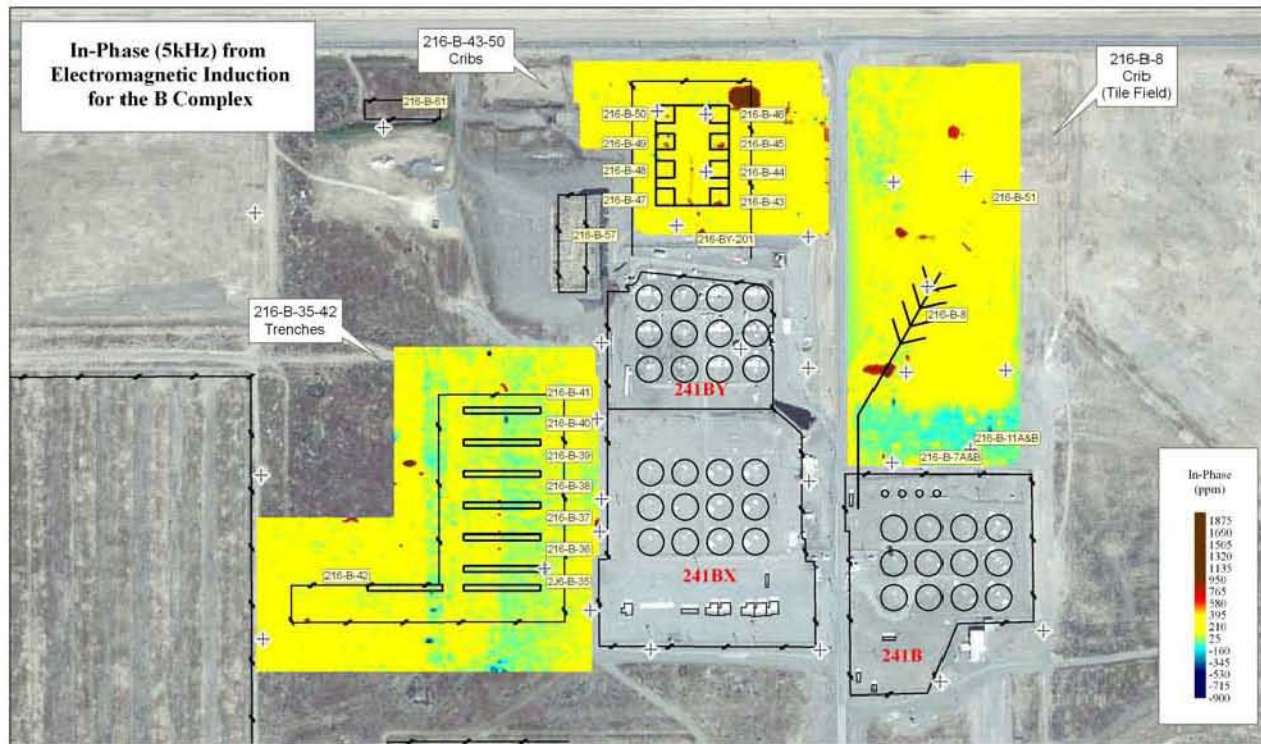 In-Phase (5kHz) from
Electromagnetic Induction
for the B Complex
216-B-43-50
Cribs
216-B-8
Crib
(Tile Field)
216-B-61
216-B-50
216-B-46
216-B-49
216-B-45
216-B-48
216-B-44
216-B-47
216-B-43
216-B-51
216-B-57
216-BY-201
216-B-35-42
Trenches
216-B-8
241BY
216-B-41
216-B-40
216-B-39
216-B-38
216-B-37
216-B-36
216-B-35
216-B-42
216-B-11A&B
216-B-7A&B
241BX
241B
In-Phase
(ppm)
1875
1690
1505
1320
1135
950
765
580
395
210
25
-160
-345
-530
-715
-900